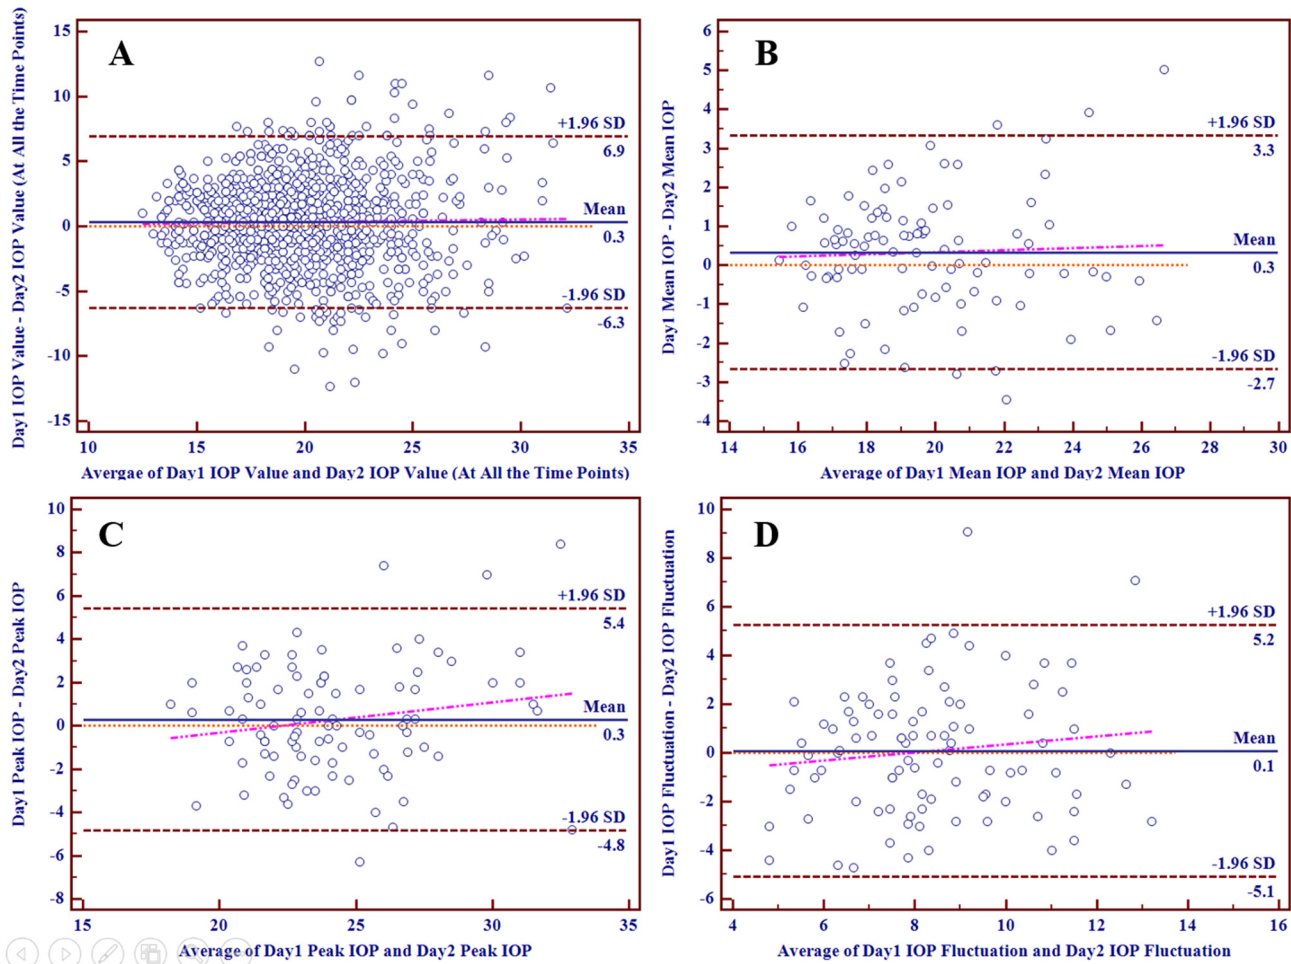 A
Day1 IOP Value - Day2 IOP Value (At All the Time Points)
15
10
5
0
-5
-10
-15
+1.96 SD
6.9
Mean
0.3
-1.96 SD
-6.3
10 15 20 25 30 35
Avergae of Day1 IOP Value and Day2 IOP Value (At All the Time Points)
B
Day1 Mean IOP - Day2 Mean IOP
6
5
4
3
2
1
0
-1
-2
-3
-4
+1.96 SD
3.3
Mean
0.3
-1.96 SD
-2.7
14 16 18 20 22 24 26 28 30
Average of Day1 Mean IOP and Day2 Mean IOP
C
Day1 Peak IOP - Day2 Peak IOP
10
8
6
4
2
0
-2
-4
-6
-8
+1.96 SD
5.4
Mean
0.3
-1.96 SD
-4.8
15 20 25 30 35
Average of Day1 Peak IOP and Day2 Peak IOP
D
Day1 IOP Fluctuation - Day2 IOP Fluctuation
10
8
6
4
2
0
-2
-4
-6
+1.96 SD
5.2
Mean
0.1
-1.96 SD
-5.1
4 6 8 10 12 14 16
Average of Day1 IOP Fluctuation and Day2 IOP Fluctuation